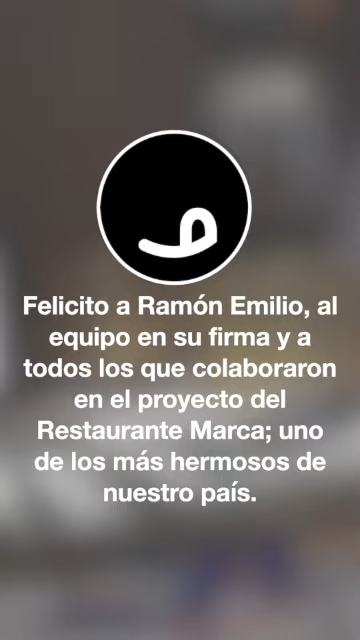 Felicito a Ramón Emilio, al
equipo en su firma y a
todos los que colaboraron
en el proyecto del
Restaurante Marca; uno
de los más hermosos de
nuestro país.